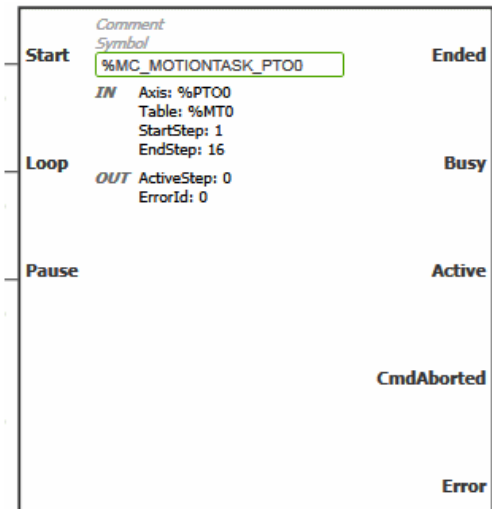 Comment
Symbol
Start
%MC_MOTIONTASK_PTO0
Ended
IN Axis: %PTO0
Table: %MT0
StartStep: 1
EndStep: 16
Loop
Busy
OUT ActiveStep: 0
ErrorId: 0
Pause
Active
CmdAborted
Error